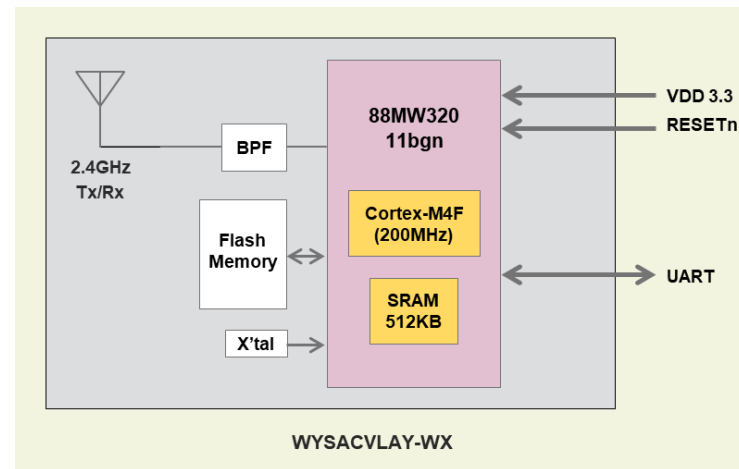 2.4GHz
Tx/Rx
BPF
Flash
Memory
X'tal
88MW320
11bgn
Cortex-M4F
(200MHz)
SRAM
512KB
VDD 3.3
RESETn
UART
WYSACVLAY-WX